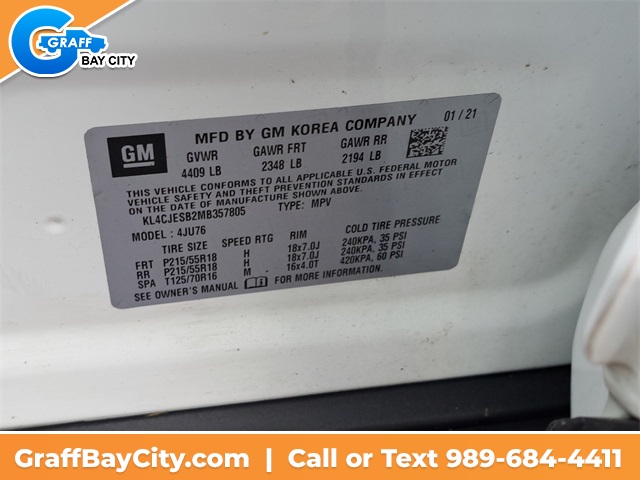 GRAFF
BAY CITY
GM
MFD BY GM KOREA COMPANY 01 / 21
GVWR GAWR FRT GAWR RR
4409 LB 2348 LB 2194 LB
THIS VEHICLE CONFORMS TO ALL APPLICABLE U.S. FEDERAL MOTOR
VEHICLE SAFETY AND THEFT PREVENTION STANDARDS IN EFFECT
ON THE DATE OF MANUFACTURE SHOWN ABOVE.
KL4CJESB2MB357805 TYPE: MPV
MODEL : 4JU76
TIRE SIZE SPEED RTG RIM COLD TIRE PRESSURE
FRT P215/55R18 H 18x7.0J 240KPA, 35 PSI
RR P215/55R18 H 18x7.0J 240KPA, 35 PSI
SPA T125/70R16 M 16x4.0T 420KPA, 60 PSI
SEE OWNER'S MANUAL FOR MORE INFORMATION.
GraffBayCity.com | Call or Text 989-684-4411